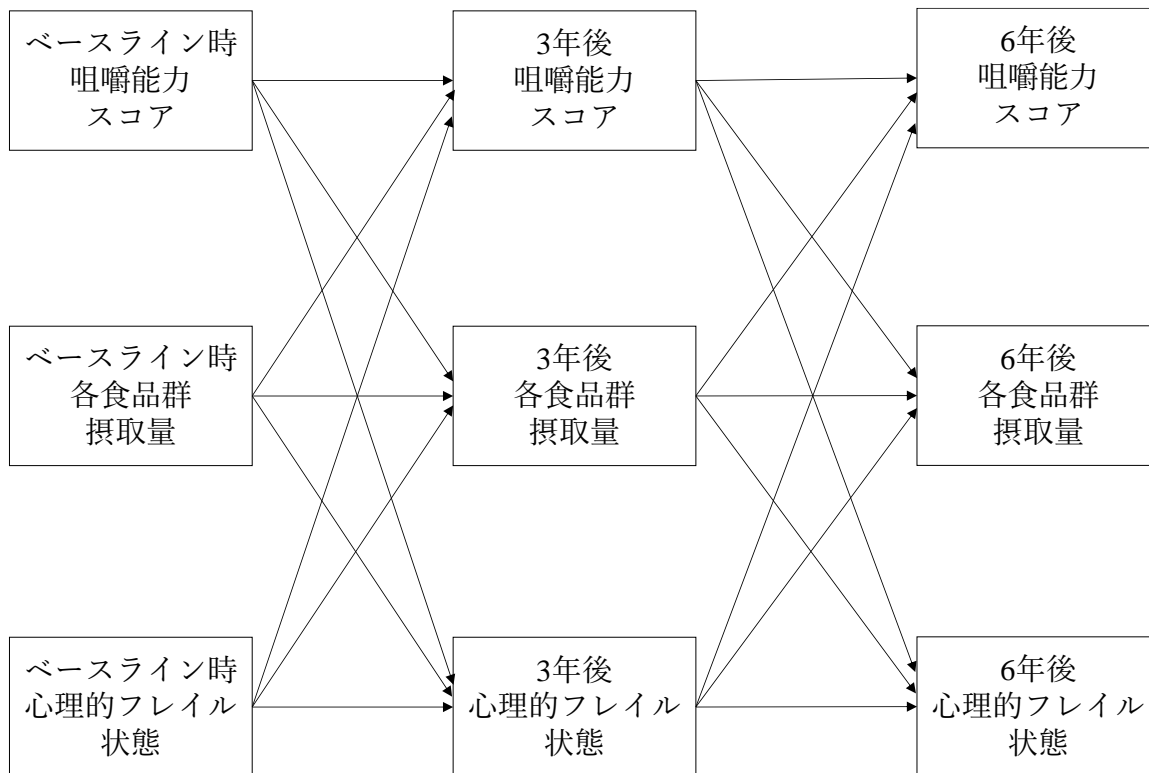 ベースライン時
咀嚼能力
スコア
3年後
咀嚼能力
スコア
6年後
咀嚼能力
スコア
ベースライン時
各食品群
摂取量
3年後
各食品群
摂取量
6年後
各食品群
摂取量
ベースライン時
心理的フレイル
状態
3年後
心理的フレイル
状態
6年後
心理的フレイル
状態